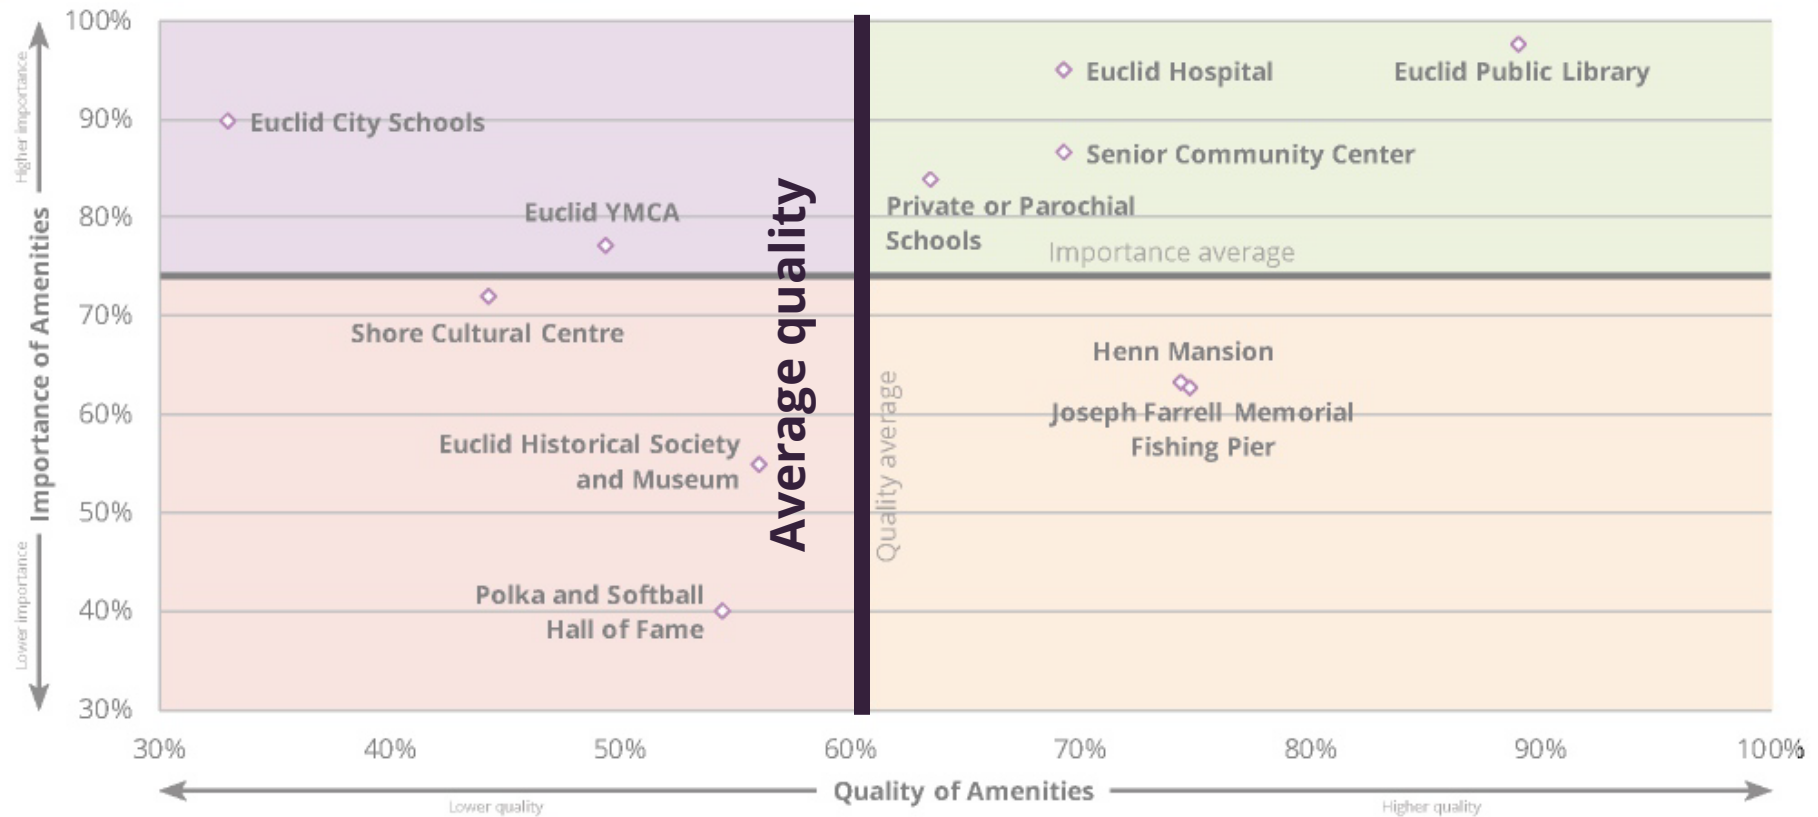 100%
90%
80%
70%
60%
50%
40%
30%
Higher importance
Importance of Amenities
Lower importance
Euclid Hospital
Euclid Public Library
Euclid City Schools
Senior Community Center
Euclid YMCA
Private or Parochial
Schools
Importance average
Average quality
Shore Cultural Centre
Henn Mansion
Quality average
Joseph Farrell Memorial
Fishing Pier
Euclid Historical Society
and Museum
Polka and Softball
Hall of Fame
30% 40% 50% 60% 70% 80% 90% 100%
Quality of Amenities
Lower quality
Higher quality